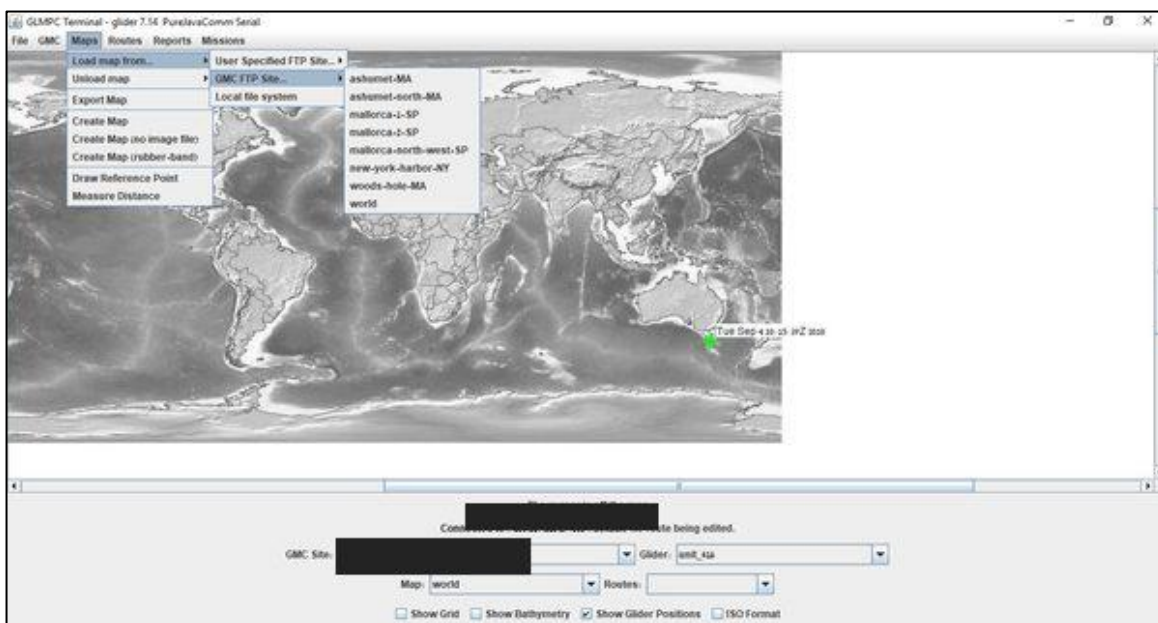 GLMPC Terminal - glider 7.14 PureJavaComm Serial
File GMC Maps Routes Reports Missions
Load map from...
Unload map
Export Map
Create Map
Create Map (no image file)
Create Map (rubber-band)
Draw Reference Point
Measure Distance
User Specified FTP Site...
GMC FTP Site...
Local file system
ashumet-MA
ashumet-north-MA
mallorca-1-SP
mallorca-2-SP
mallorca-north-west-SP
new-york-harbor-NY
woods-hole-MA
world
Tue Sep 4
route being edited.
GMC Site: Glider:
Map: world Routes:
Show Grid Show Bathymetry Show Glider Positions ISO Format